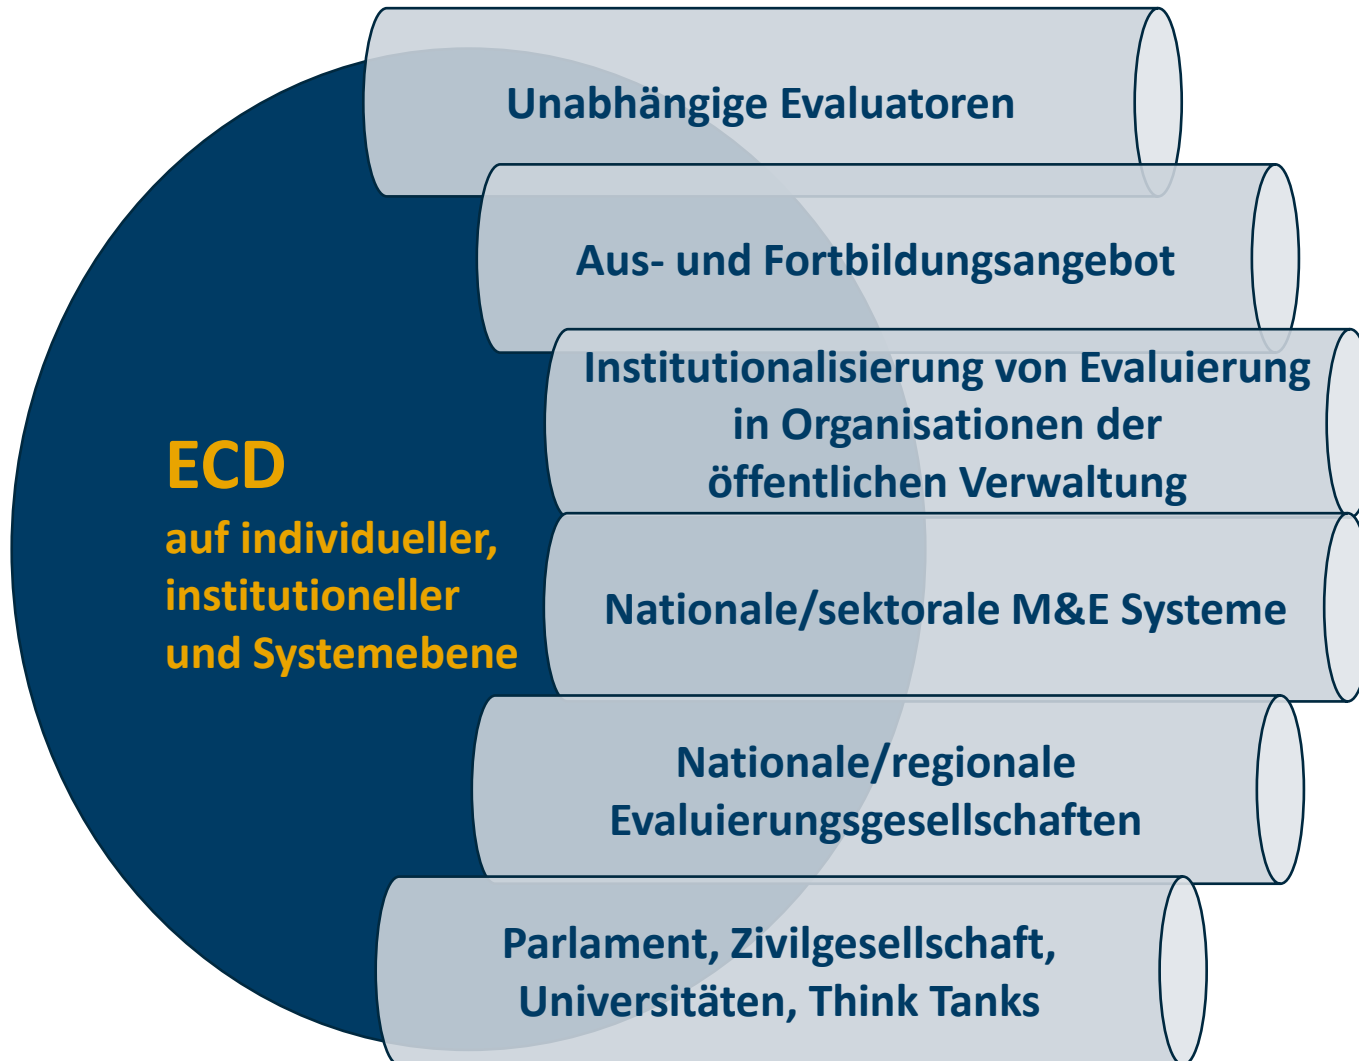 Unabhängige Evaluatoren
Aus- und Fortbildungsangebot
Institutionalisierung von Evaluierung
in Organisationen der
öffentlichen Verwaltung
ECD
auf individueller,
institutioneller
und Systemebene
Nationale/sektorale M&E Systeme
Nationale/regionale
Evaluierungsgesellschaften
Parlament, Zivilgesellschaft,
Universitäten, Think Tanks